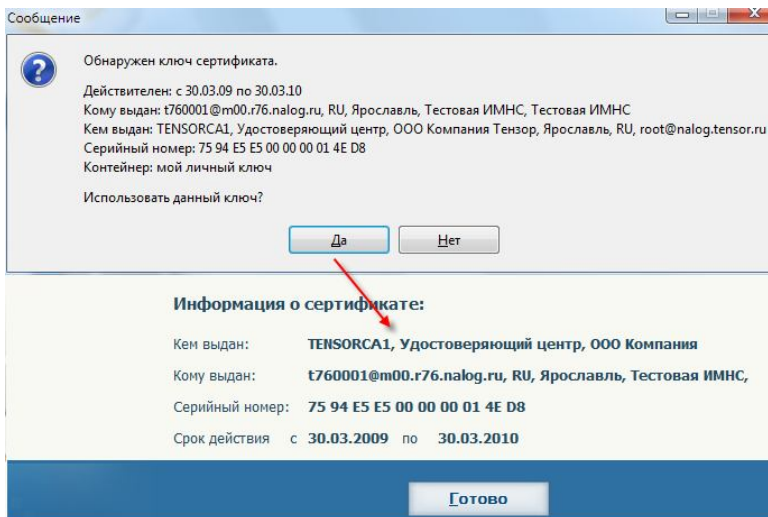 Сообщение
Обнаружен ключ сертификата.
Действителен: с 30.03.09 по 30.03.10
Кому выдан: t760001@m00.r76.nalog.ru, RU, Ярославль, Тестовая ИМНС, Тестовая ИМНС
Кем выдан: TENSORCA1, Удостоверяющий центр, ООО Компания Тензор, Ярославль, RU, root@nalog.tensor.ru
Серийный номер: 75 94 E5 E5 00 00 00 01 4E D8
Контейнер: мой личный ключ
Использовать данный ключ?
Да Нет
Информация о сертификате:
Кем выдан: TENSORCA1, Удостоверяющий центр, ООО Компания
Кому выдан: t760001@m00.r76.nalog.ru, RU, Ярославль, Тестовая ИМНС,
Серийный номер: 75 94 E5 E5 00 00 00 01 4E D8
Срок действия с 30.03.2009 по 30.03.2010
Готово